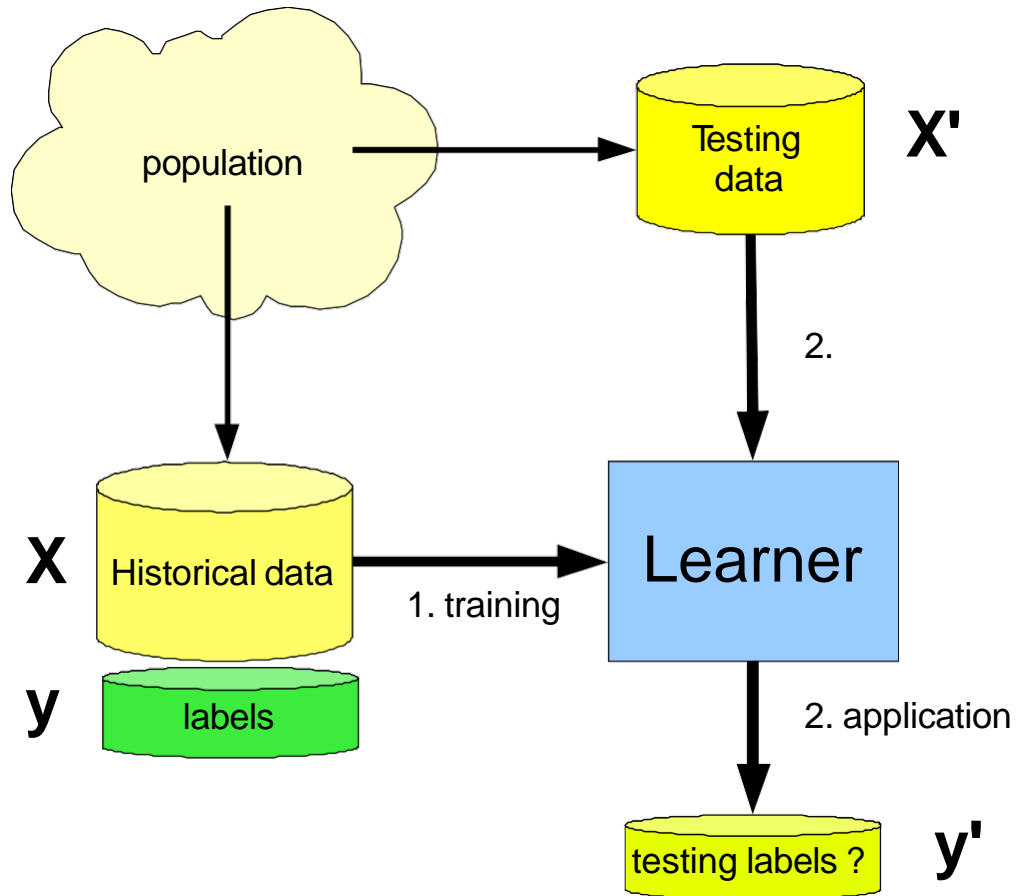 population
Testing
data
X'
2.
X
Historical data
1. training
Learner
y
labels
2. application
testing labels ?
y'